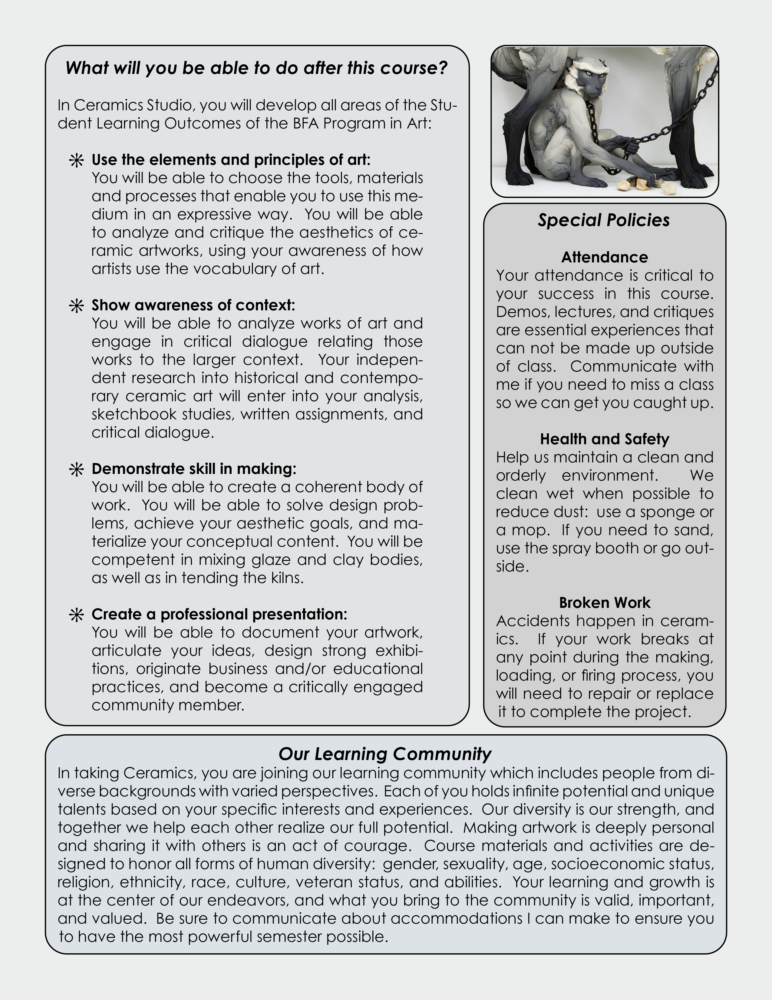 What will you be able to do after this course?
In Ceramics Studio, you will develop all areas of the Stu-
dent Learning Outcomes of the BFA Program in Art:
Use the elements and principles of art:
You will be able to choose the tools, materials
and processes that enable you to use this me-
dium in an expressive way.  You will be able
to analyze and critique the aesthetics of ce-
ramic artworks, using your awareness of how
artists use the vocabulary of art.
Show awareness of context:
You will be able to analyze works of art and
engage in critical dialogue relating those
works to the larger context.  Your indepen-
dent research into historical and contempo-
rary ceramic art will enter into your analysis,
sketchbook studies, written assignments, and
critical dialogue.
Demonstrate skill in making:
You will be able to create a coherent body of
work.  You will be able to solve design prob-
lems, achieve your aesthetic goals, and ma-
terialize your conceptual content.  You will be
competent in mixing glaze and clay bodies,
as well as in tending the kilns.
Create a professional presentation:
You will be able to document your artwork,
articulate your ideas, design strong exhibi-
tions, originate business and/or educational
practices, and become a critically engaged
community member.
Special Policies
Attendance
Your attendance is critical to
your success in this course.
Demos, lectures, and critiques
are essential experiences that
can not be made up outside
of class.  Communicate with
me if you need to miss a class
so we can get you caught up.
Health and Safety
Help us maintain a clean and
orderly environment.  We
clean wet when possible to
reduce dust:  use a sponge or
a mop.  If you need to sand,
use the spray booth or go out-
side.
Broken Work
Accidents happen in ceram-
ics.  If your work breaks at
any point during the making,
loading, or firing process, you
will need to repair or replace
it to complete the project.
Our Learning Community
In taking Ceramics, you are joining our learning community which includes people from di-
verse backgrounds with varied perspectives.  Each of you holds infinite potential and unique
talents based on your specific interests and experiences.  Our diversity is our strength, and
together we help each other realize our full potential.  Making artwork is deeply personal
and sharing it with others is an act of courage.  Course materials and activities are de-
signed to honor all forms of human diversity:  gender, sexuality, age, socioeconomic status,
religion, ethnicity, race, culture, veteran status, and abilities.  Your learning and growth is
at the center of our endeavors, and what you bring to the community is valid, important,
and valued.  Be sure to communicate about accommodations I can make to ensure you
to have the most powerful semester possible.